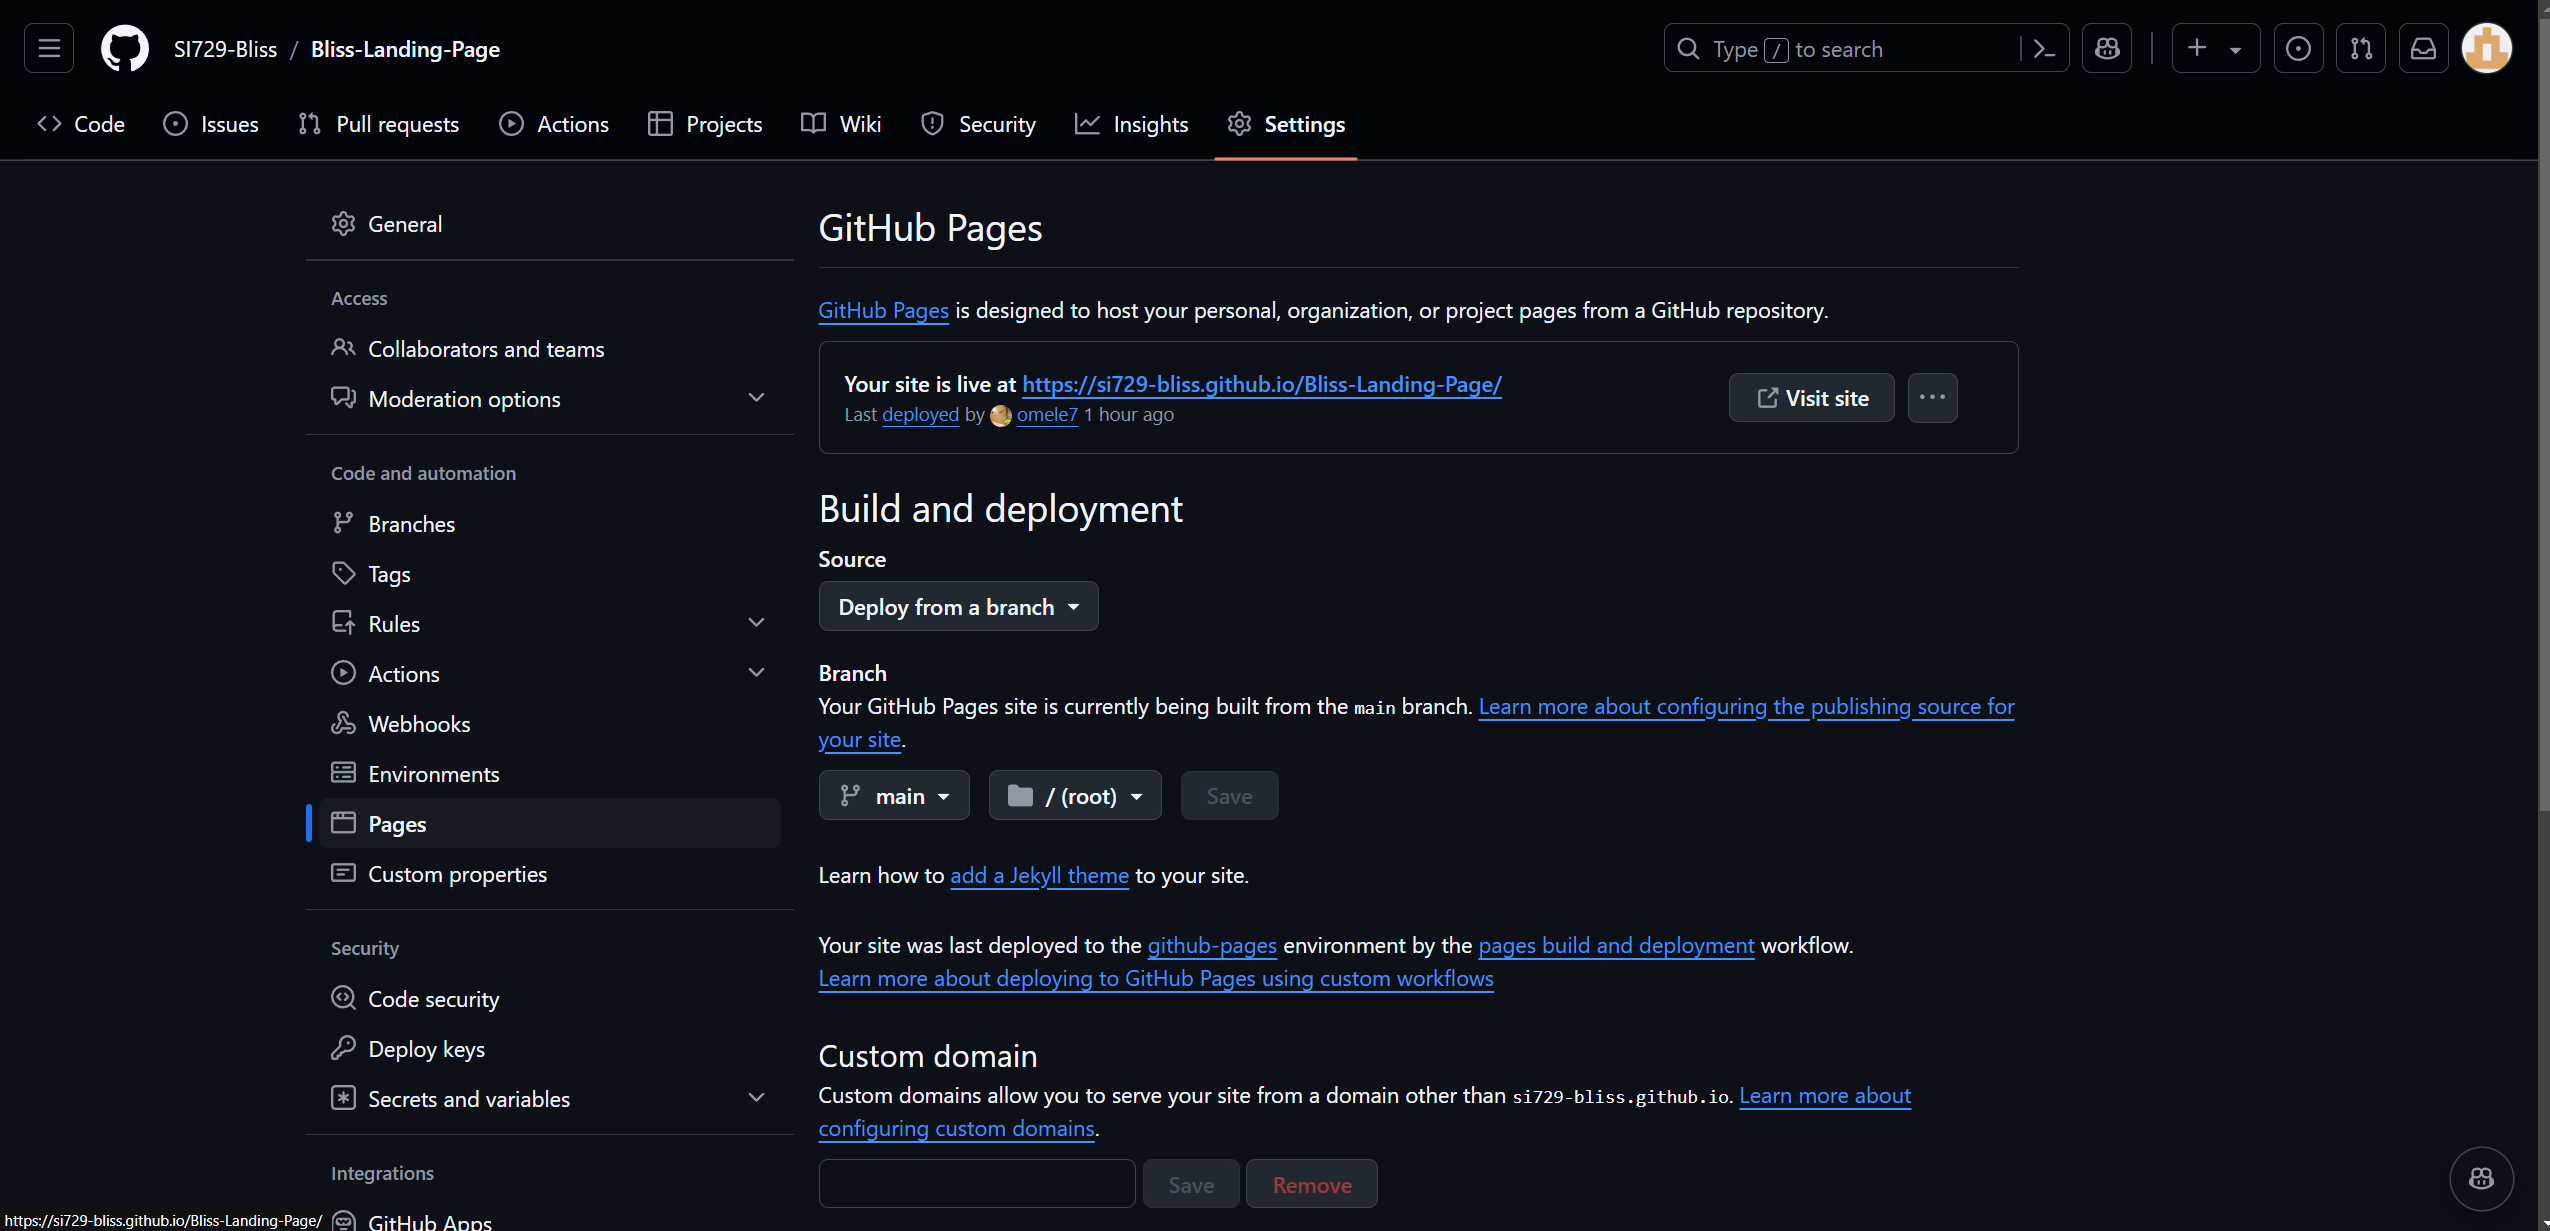 SI729-Bliss / Bliss-Landing-Page
Type / to search
Code Issues Pull requests Actions Projects Wiki Security Insights Settings
General
Access
Collaborators and teams
Moderation options
Code and automation
Branches
Tags
Rules
Actions
Webhooks
Environments
Pages
Custom properties
Security
Code security
Deploy keys
Secrets and variables
Integrations
GitHub Apps
GitHub Pages
GitHub Pages is designed to host your personal, organization, or project pages from a GitHub repository.
Your site is live at https://si729-bliss.github.io/Bliss-Landing-Page/
Last deployed by omele7 1 hour ago
Visit site
Build and deployment
Source
Deploy from a branch
Branch
Your GitHub Pages site is currently being built from the main branch. Learn more about configuring the publishing source for
your site.
main / (root) Save
Learn how to add a Jekyll theme to your site.
Your site was last deployed to the github-pages environment by the pages build and deployment workflow.
Learn more about deploying to GitHub Pages using custom workflows
Custom domain
Custom domains allow you to serve your site from a domain other than si729-bliss.github.io. Learn more about
configuring custom domains.
Save Remove
https://si729-bliss.github.io/Bliss-Landing-Page/